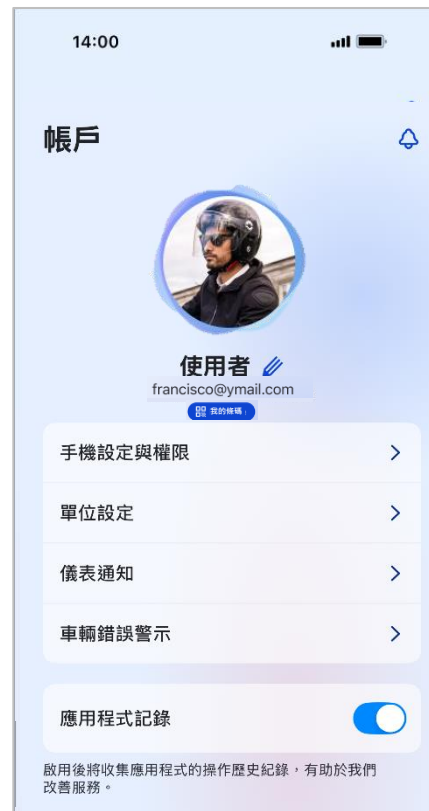 14:00
帳戶
使用者
francisco@ymail.com
我的條碼
手機設定與權限
單位設定
儀表通知
車輛錯誤警示
應用程式記錄
啟用後將收集應用程式的操作歷史紀錄，有助於我們
改善服務。